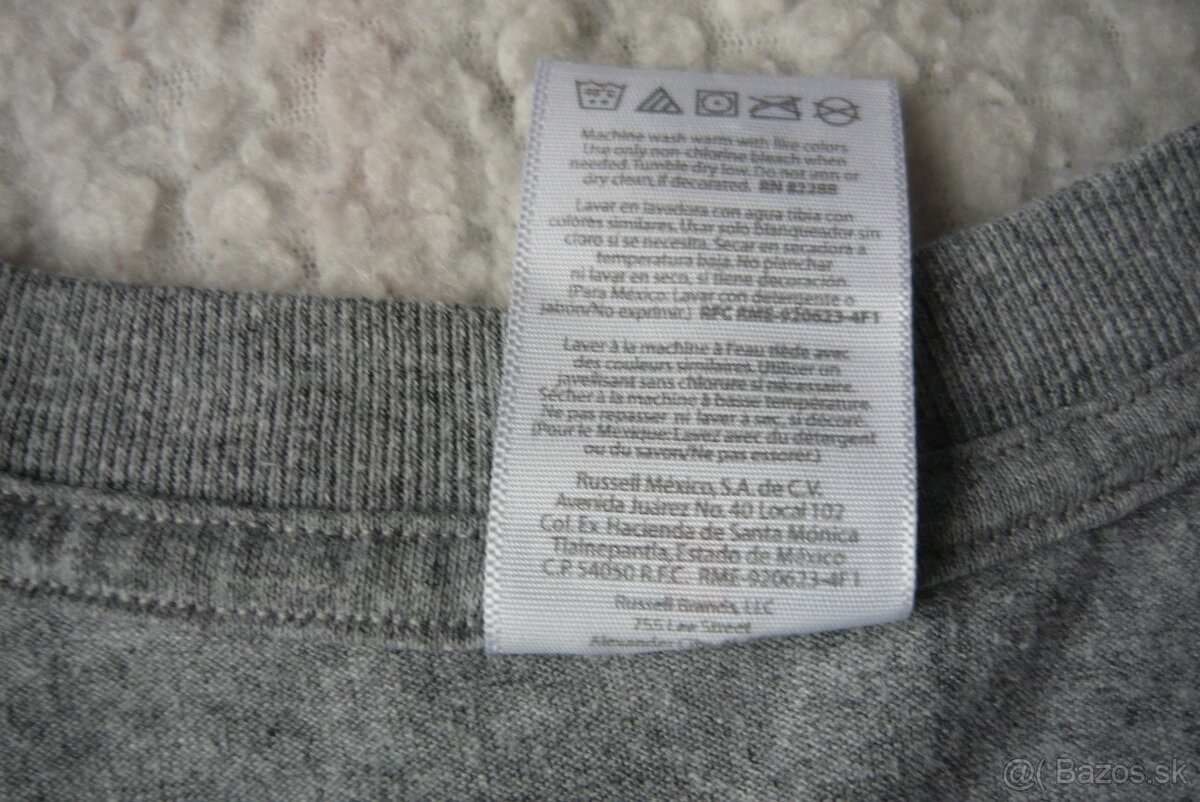 Machine wash warm with like colors.
Use only non-chlorine bleach when
needed. Tumble dry low. Do not iron or
dry clean, if decorated. RN 82288
Lavar en lavadora con agua tibia con
colores similares. Usar solo blanqueador sin
cloro si se necesita. Secar en secadora a
temperatura baja. No planchar
ni lavar en seco, si tiene decoración.
(Para México: Lavar con detergente o
jabón/No exprimir.) RFC RME-920623-4F1
Laver à la machine à l'eau tiède avec
des couleurs similaires. Utiliser un
javellisant sans chlorure si nécessaire.
Sécher à la machine à basse température.
Ne pas repasser ni laver à sec, si décoré.
(Pour le Mexique: Lavez avec du détergent
ou du savon/Ne pas essorer.)
Russell México, S.A. de C.V.
Avenida Juárez No. 40 Local 102
Col. Ex Hacienda de Santa Mónica
Tlalnepantla, Estado de México
C.P 54050 R.F.C. RME-920623-4F1
Russell Brands, LLC
755 Lee Street
Alexander
@( Bazos.sk